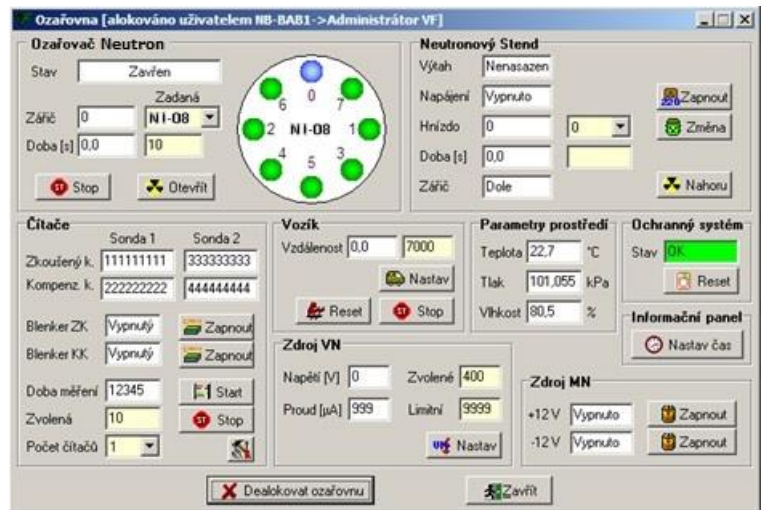 Ozařovna [alokováno uživatelem NB-BAB1->Administrátor VF]
Ozařovač Neutron
Stav Zavřen
Zadaná
Zářič 0 NI-08
Doba [s] 0,0 10
Stop Otevřít
0
6 7
2 NI-08 1
4 3
5
Neutronový Stend
Výtah Nenasazen
Napájení Vypnuto 220 Zapnout
Hnízdo 0 0 Změna
Doba [s] 0,0
Zářič Dole Nahoru
Čítače
Sonda 1 Sonda 2
Zkoušený k. 111111111 333333333
Kompenz. k. 222222222 444444444
Blenker ZK Vypnutý Zapnout
Blenker KK Vypnutý Zapnout
Doba měření 12345 Start
Zvolená 10 Stop
Počet čítačů 1
Vozík
Vzdálenost 0,0 7000
Nastav
Reset Stop
Parametry prostředí
Teplota 22,7 °C
Tlak 101,055 kPa
Vlhkost 80,5 %
Ochranný systém
Stav OK
Reset
Informační panel
Nastav čas
Zdroj VN
Napětí [V] 0 Zvolené 400
Proud [µA] 999 Limitní 9999
Nastav
Zdroj MN
+12 V Vypnuto Zapnout
-12 V Vypnuto Zapnout
Dealokovat ozařovnu Zavřít